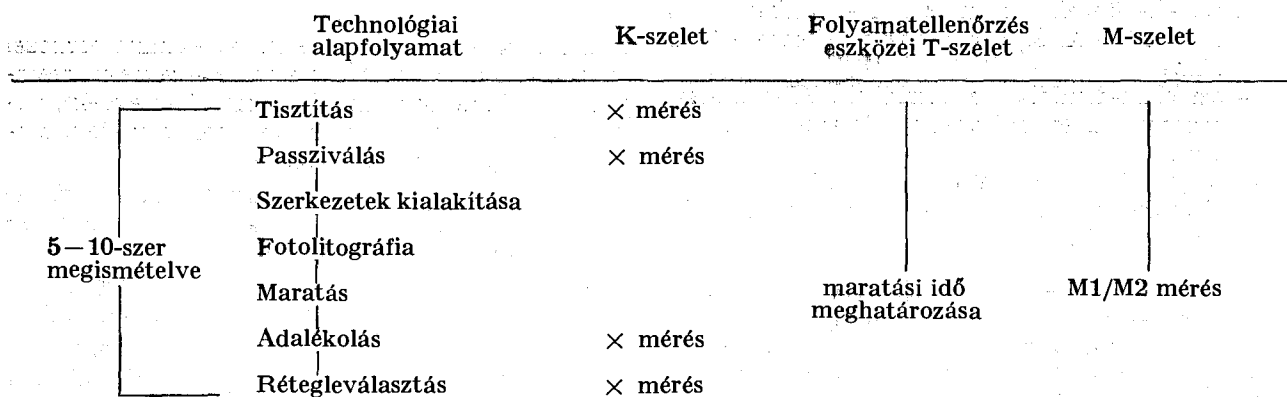 Technológiai alapfolyamat
K-szelet
Folyamatellenőrzés eszközei T-szelet
M-szelet
Tisztítás × mérés
Passziválás × mérés
Szerkezetek kialakítása
5—10-szer megismételve
Fotolitográfia
Maratás
maratási idő meghatározása
M1/M2 mérés
Adalékolás × mérés
Rétegleválasztás × mérés